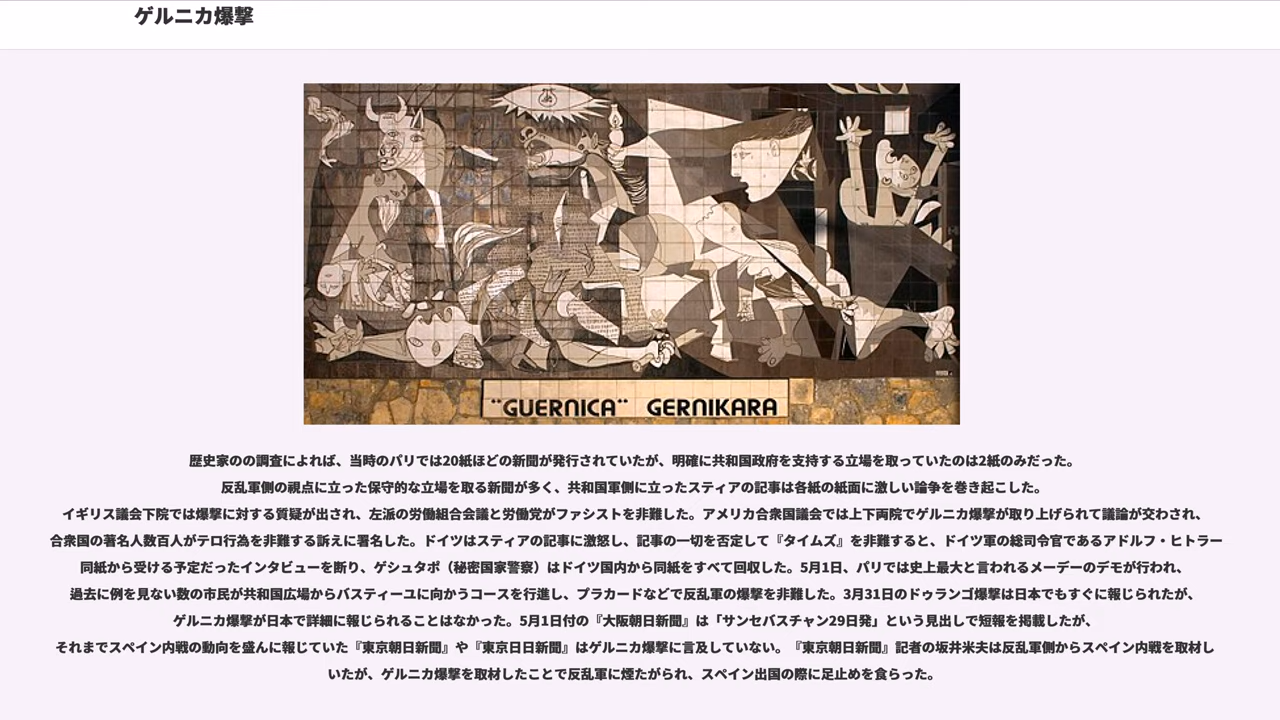 ゲルニカ爆撃
"GUERNICA" GERNIKARA
歴史家のの調査によれば、当時のパリでは20紙ほどの新聞が発行されていたが、明確に共和国政府を支持する立場を取っていたのは2紙のみだった。
反乱軍側の視点に立った保守的な立場を取る新聞が多く、共和国軍側に立ったスティアの記事は各紙の紙面に激しい論争を巻き起こした。
イギリス議会下院では爆撃に対する質疑が出され、左派の労働組合会議と労働党がファシストを非難した。アメリカ合衆国議会では上下両院でゲルニカ爆撃が取り上げられて議論が交わされ、
合衆国の著名人数百人がテロ行為を非難する訴えに署名した。ドイツはスティアの記事に激怒し、記事の一切を否定して『タイムズ』を非難すると、ドイツ軍の総司令官であるアドルフ・ヒトラー
同紙から受ける予定だったインタビューを断り、ゲシュタポ（秘密国家警察）はドイツ国内から同紙をすべて回収した。5月1日、パリでは史上最大と言われるメーデーのデモが行われ、
過去に例を見ない数の市民が共和国広場からバスティーユに向かうコースを行進し、プラカードなどで反乱軍の爆撃を非難した。3月31日のドゥランゴ爆撃は日本でもすぐに報じられたが、
ゲルニカ爆撃が日本で詳細に報じられることはなかった。5月1日付の『大阪朝日新聞』は「サンセバスチャン29日発」という見出しで短報を掲載したが、
それまでスペイン内戦の動向を盛んに報じていた『東京朝日新聞』や『東京日日新聞』はゲルニカ爆撃に言及していない。『東京朝日新聞』記者の坂井米夫は反乱軍側からスペイン内戦を取材し
いたが、ゲルニカ爆撃を取材したことで反乱軍に煙たがられ、スペイン出国の際に足止めを食らった。